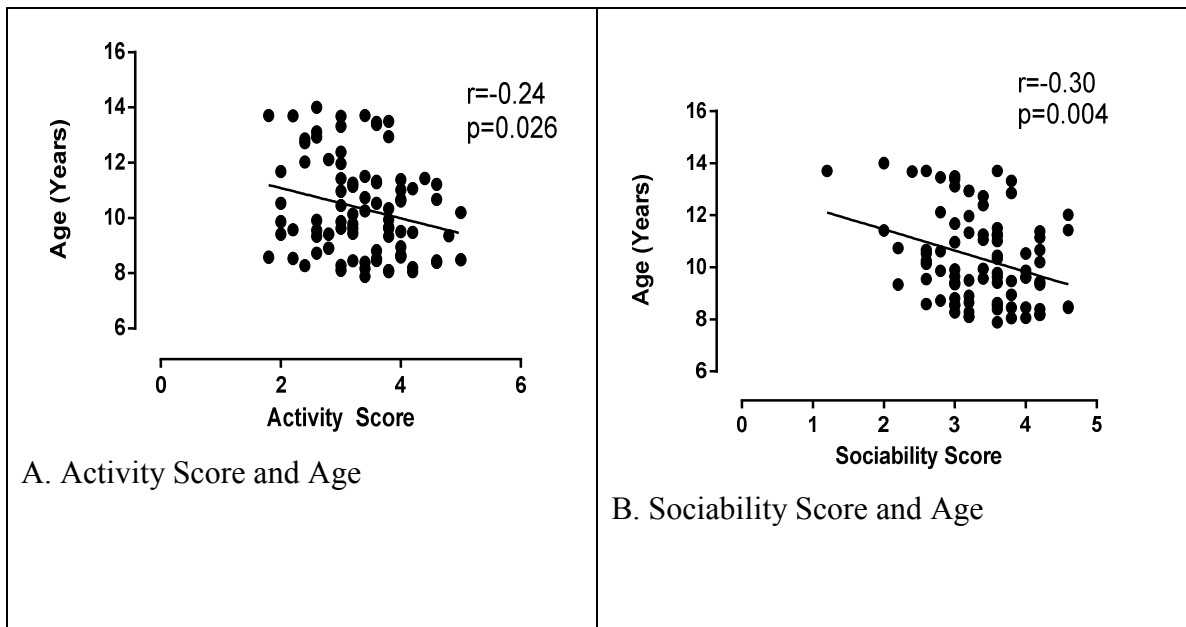 16
14
12
10
8
6
Age (Years)
r=-0.24
p=0.026
0 2 4 6
Activity Score
A. Activity Score and Age
16
14
12
10
8
6
Age (Years)
r=-0.30
p=0.004
0 1 2 3 4 5
Sociability Score
B. Sociability Score and Age